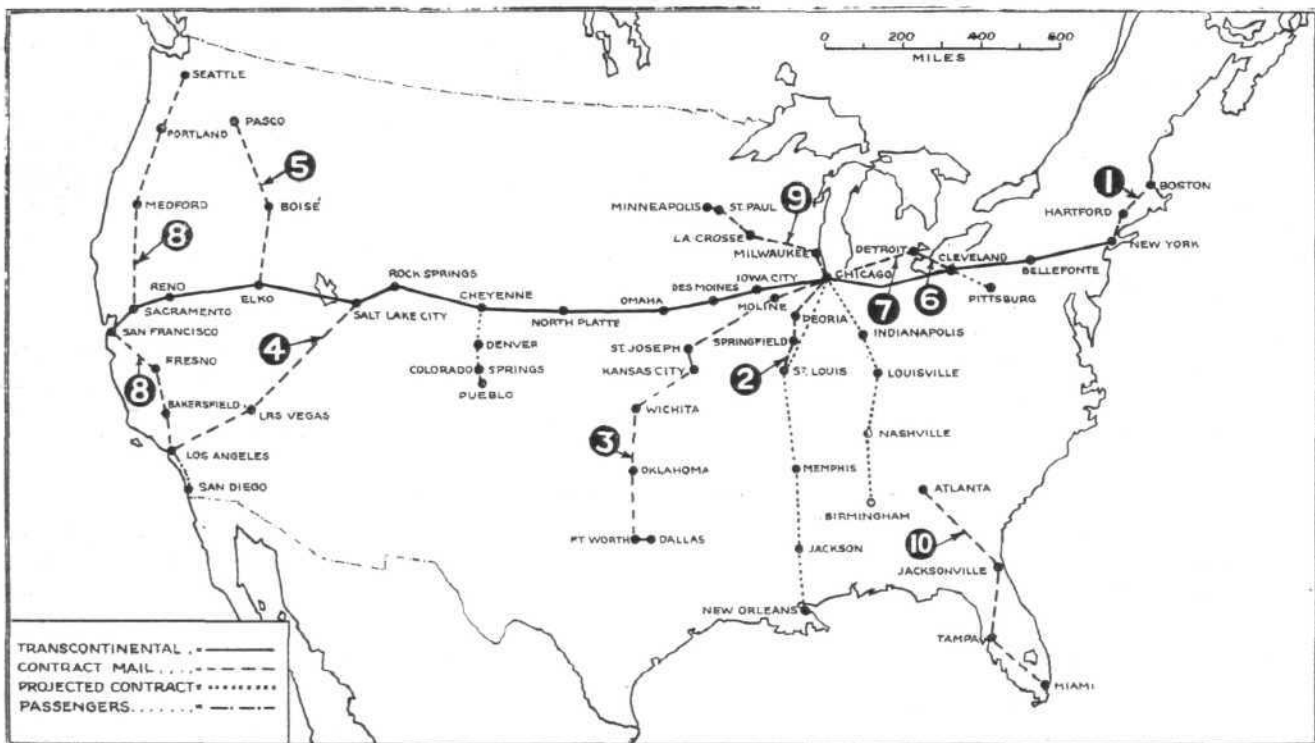 0 200 400 600
MILES
SEATTLE
PORTLAND
PASCO
5
MEDFORD
BOISÉ
8
MINNEAPOLIS
ST. PAUL
9
LA CROSSE
MILWAUKEE
DETROIT
CLEVELAND
1
BOSTON
HARTFORD
NEW YORK
BELLEFONTE
PITTSBURG
7
6
RENO
SACRAMENTO
ELKO
ROCK SPRINGS
SALT LAKE CITY
CHEYENNE
NORTH PLATTE
OMAHA
DES MOINES
IOWA CITY
CHICAGO
MOLINE
SAN FRANCISCO
4
DENVER
COLORADO SPRINGS
PUEBLO
ST. JOSEPH
KANSAS CITY
PEORIA
SPRINGFIELD
2
ST. LOUIS
INDIANAPOLIS
LOUISVILLE
FRESNO
8
BAKERSFIELD
LAS VEGAS
WICHITA
NASHVILLE
LOS ANGELES
3
OKLAHOMA
MEMPHIS
SAN DIEGO
ATLANTA
BIRMINGHAM
FT WORTH
DALLAS
JACKSON
10
JACKSONVILLE
NEW ORLEANS
TAMPA
MIAMI
TRANSCONTINENTAL . =
CONTRACT MAIL . . . . =
PROJECTED CONTRACT =
PASSENGERS . . . . . . =